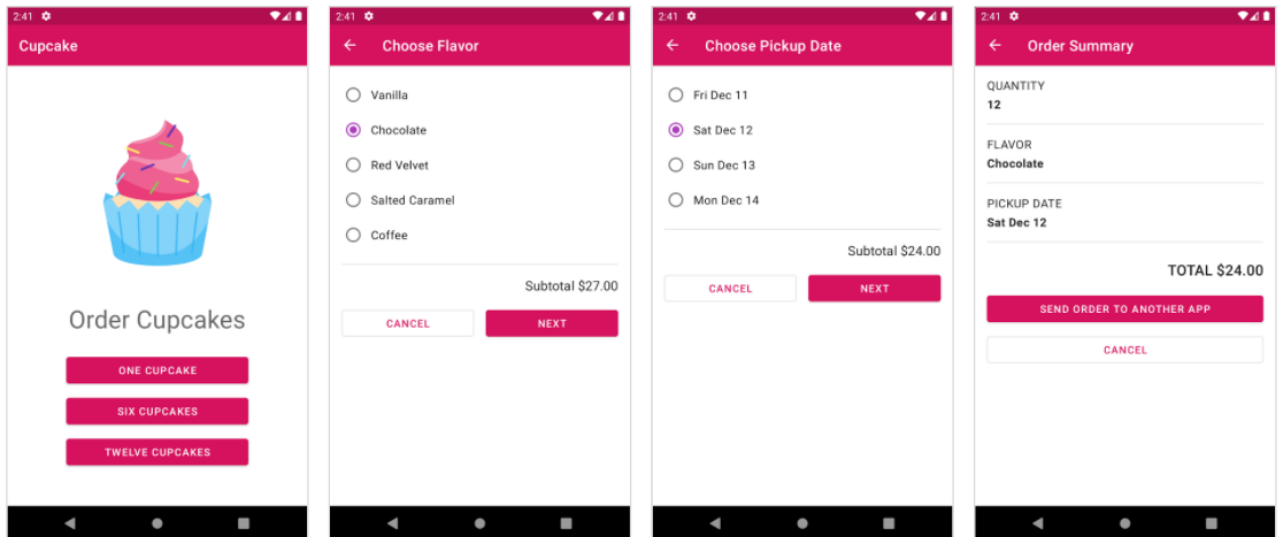 2:41
Cupcake
Order Cupcakes
ONE CUPCAKE
SIX CUPCAKES
TWELVE CUPCAKES
2:41
Choose Flavor
Vanilla
Chocolate
Red Velvet
Salted Caramel
Coffee
Subtotal $27.00
CANCEL NEXT
2:41
Choose Pickup Date
Fri Dec 11
Sat Dec 12
Sun Dec 13
Mon Dec 14
Subtotal $24.00
CANCEL NEXT
2:41
Order Summary
QUANTITY
12
FLAVOR
Chocolate
PICKUP DATE
Sat Dec 12
TOTAL $24.00
SEND ORDER TO ANOTHER APP
CANCEL